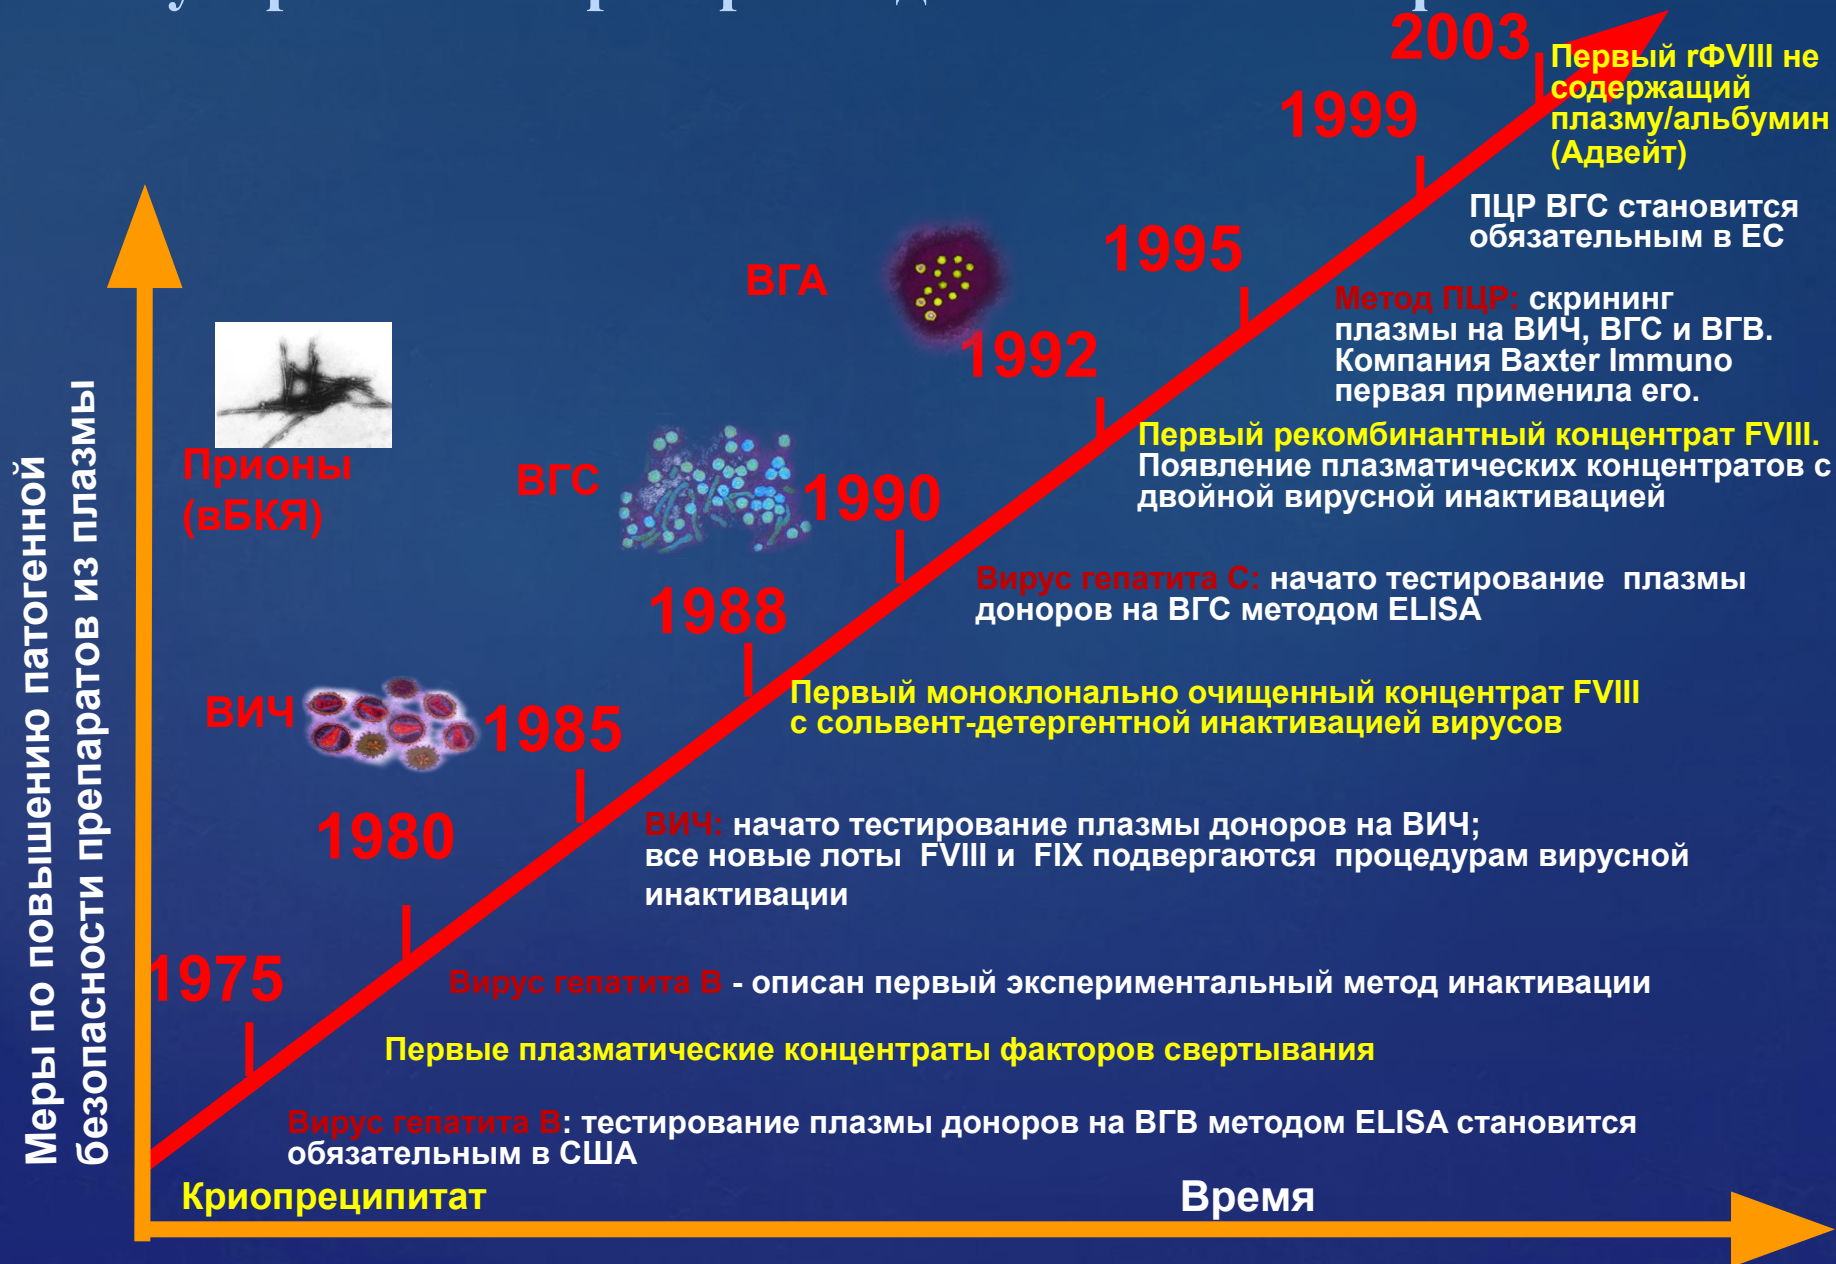 2003
Первый rФVIII не
содержащий
плазму/альбумин
(Адвейт)
1999
ПЦР ВГС становится
обязательным в ЕС
1995
Метод ПЦР: скрининг
плазмы на ВИЧ, ВГС и ВГВ.
Компания Baxter Immuno
первая применила его.
ВГА
1992
Первый рекомбинантный концентрат FVIII.
Появление плазматических концентратов с
двойной вирусной инактивацией
Прионы
(вБКЯ)
ВГС
1990
Вирус гепатита С: начато тестирование плазмы
доноров на ВГС методом ELISA
1988
Первый моноклонально очищенный концентрат FVIII
с сольвент-детергентной инактивацией вирусов
ВИЧ
1985
ВИЧ: начато тестирование плазмы доноров на ВИЧ;
все новые лоты FVIII и FIX подвергаются процедурам вирусной
инактивации
1980
Вирус гепатита В - описан первый экспериментальный метод инактивации
1975
Первые плазматические концентраты факторов свертывания
Вирус гепатита В: тестирование плазмы доноров на ВГВ методом ELISA становится
обязательным в США
Криопреципитат
Время
Меры по повышению патогенной
безопасности препаратов из плазмы